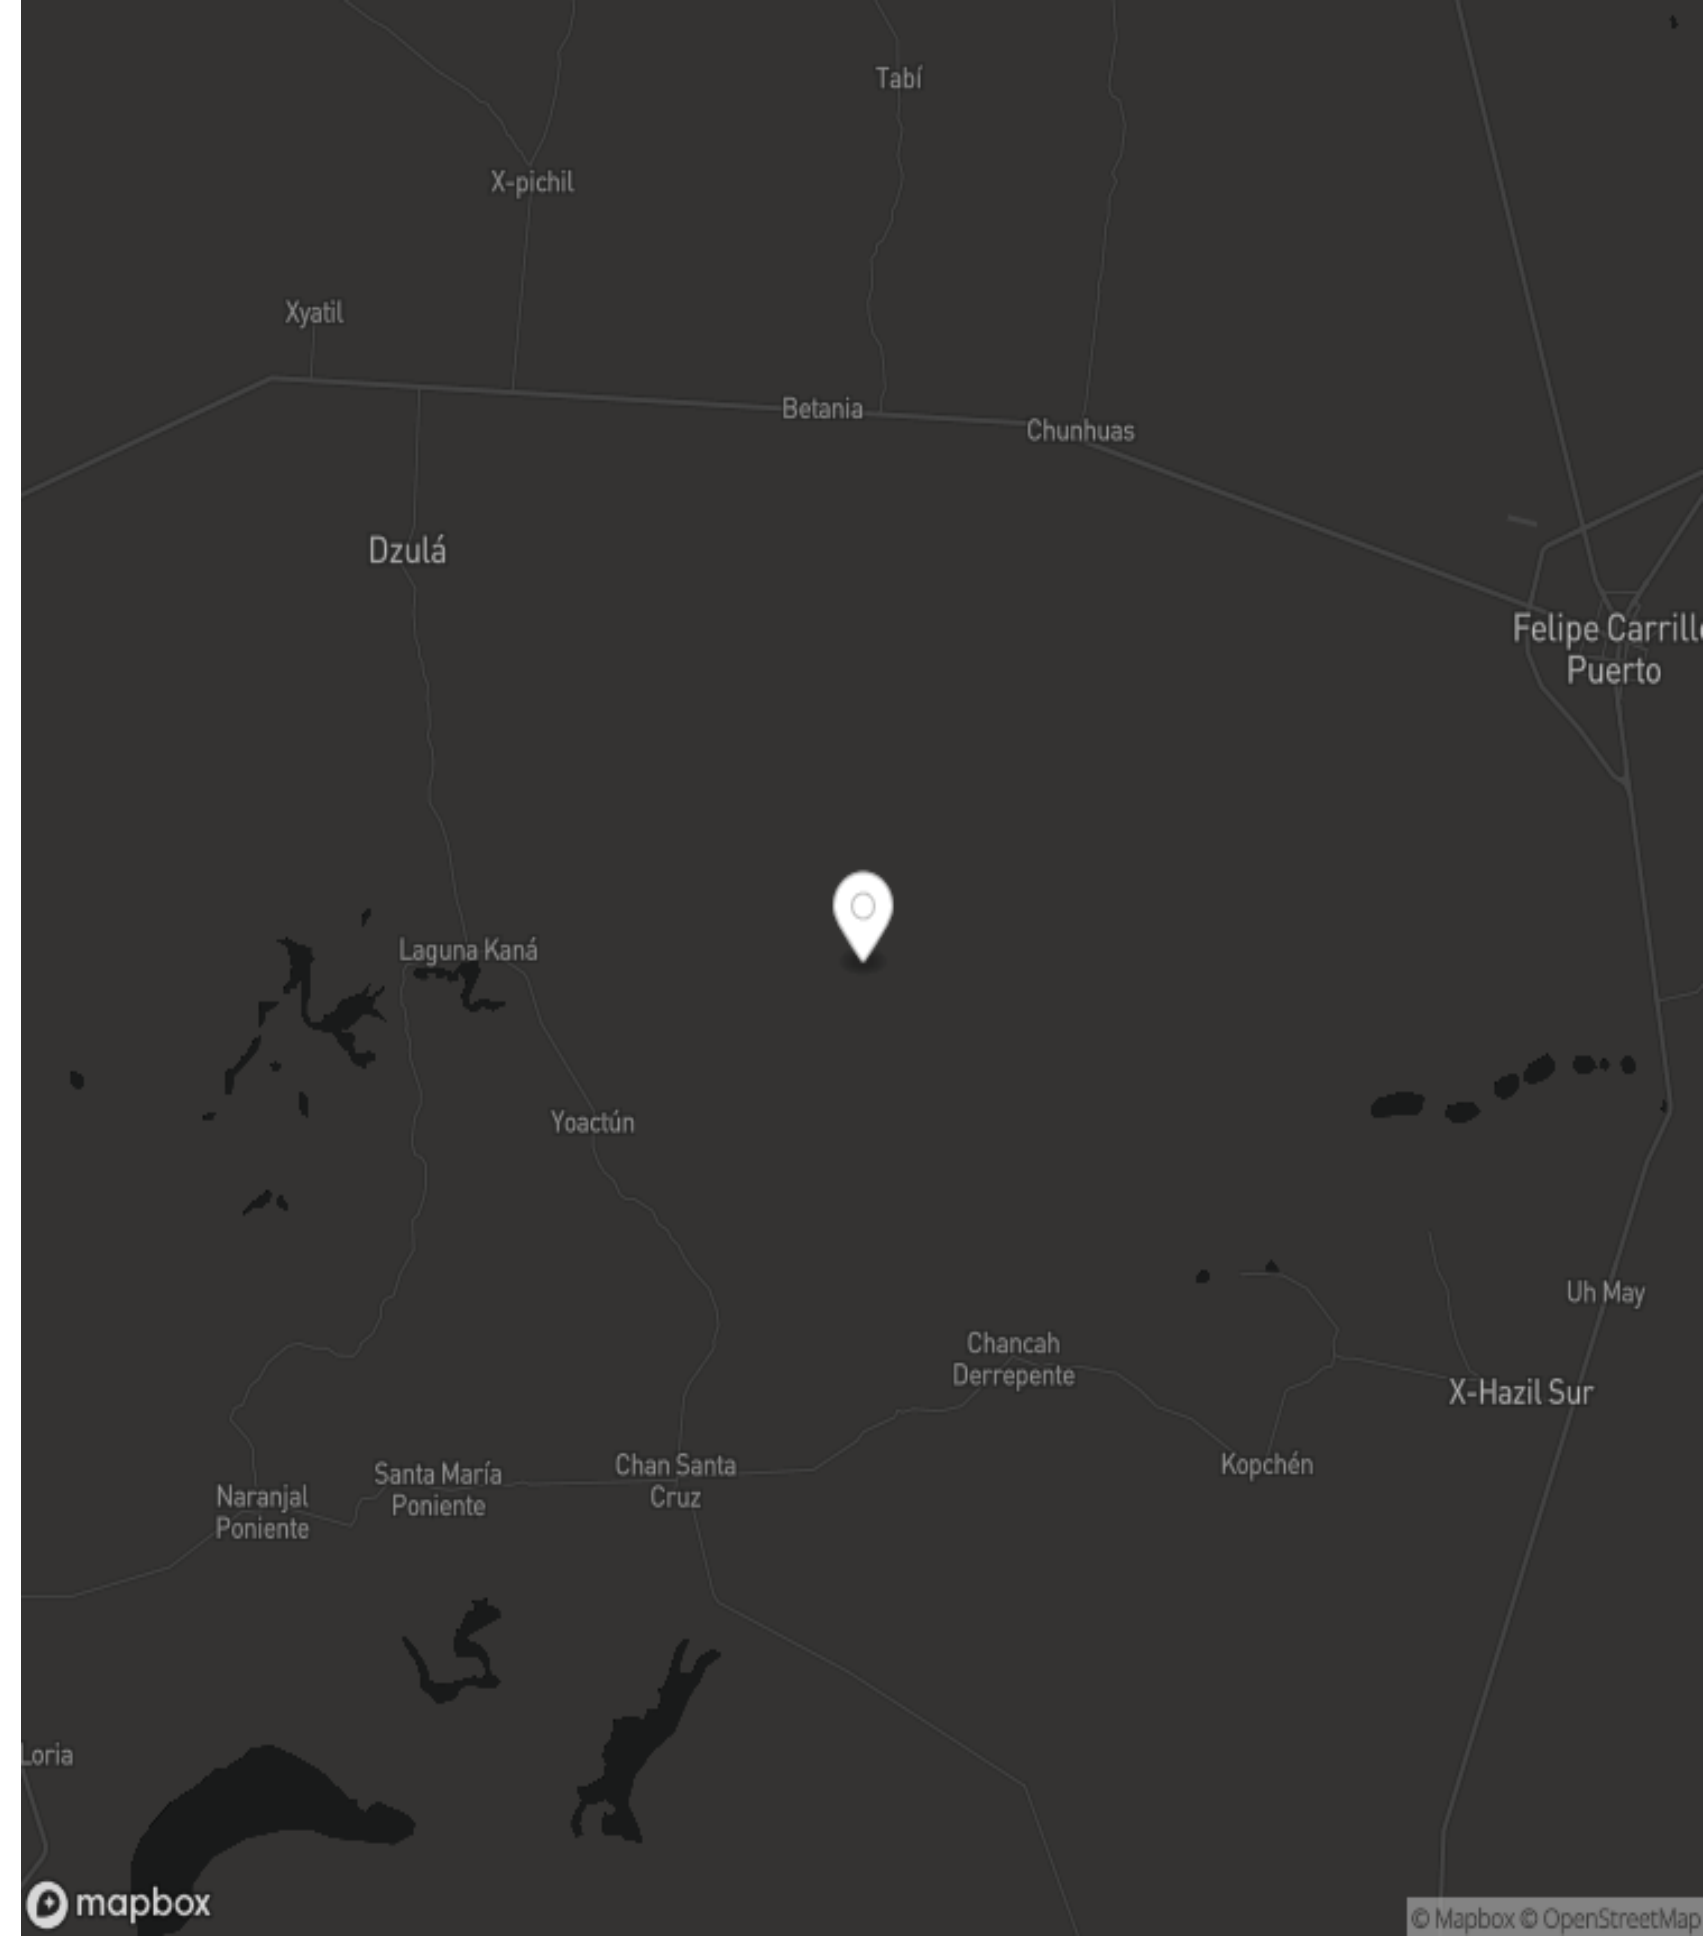 Tabí
X-pichil
Xyatil
Betania
Chunhuas
Dzulá
Felipe Carrillo
Puerto
Laguna Kaná
Yoactún
Uh May
Chancah
Derrepente
X-Hazil Sur
Kopchén
Chan Santa
Cruz
Santa María
Poniente
Naranjal
Poniente
Loria
mapbox
© Mapbox © OpenStreetMap